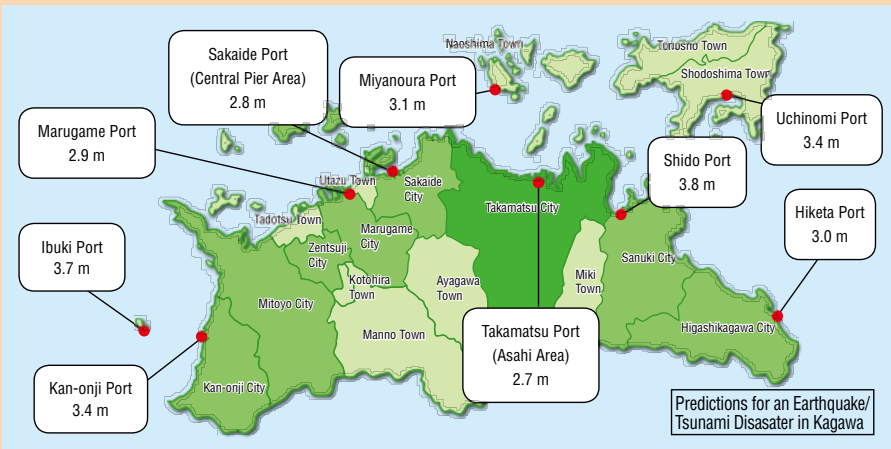 Naoshima Town
Tonosho Town
Shodoshima Town
Sakaide Port
(Central Pier Area)
2.8 m
Miyanoura Port
3.1 m
Uchinomi Port
3.4 m
Marugame Port
2.9 m
Shido Port
3.8 m
Hiketa Port
3.0 m
Ibuki Port
3.7 m
Kan-onji Port
3.4 m
Takamatsu Port
(Asahi Area)
2.7 m
Utazu Town
Sakaide
City
Takamatsu City
Tadotsu Town
Marugame
City
Zentsuji
City
Kotohira
Town
Ayagawa
Town
Miki
Town
Sanuki City
Mitoyo City
Manno Town
Higashikagawa City
Kan-onji City
Predictions for an Earthquake/
Tsunami Disasater in Kagawa